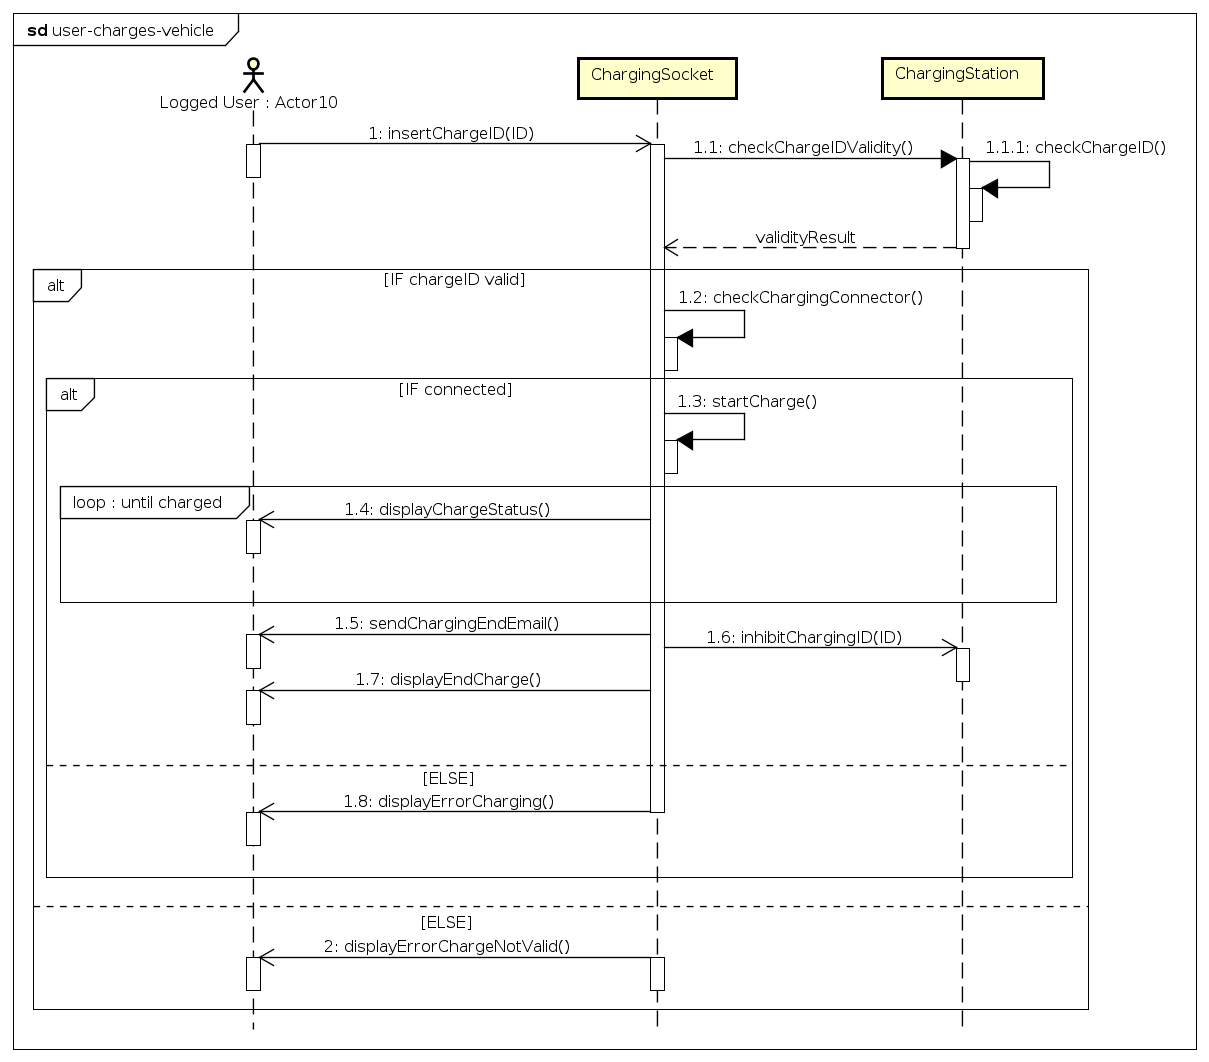 sd user-charges-vehicle
Logged User : Actor10
ChargingSocket
ChargingStation
1: insertChargeID(ID)
1.1: checkChargeIDValidity()
1.1.1: checkChargeID()
validityResult
alt
[IF chargeID valid]
1.2: checkChargingConnector()
alt
[IF connected]
1.3: startCharge()
loop : until charged
1.4: displayChargeStatus()
1.5: sendChargingEndEmail()
1.6: inhibitChargingID(ID)
1.7: displayEndCharge()
[ELSE]
1.8: displayErrorCharging()
[ELSE]
2: displayErrorChargeNotValid()